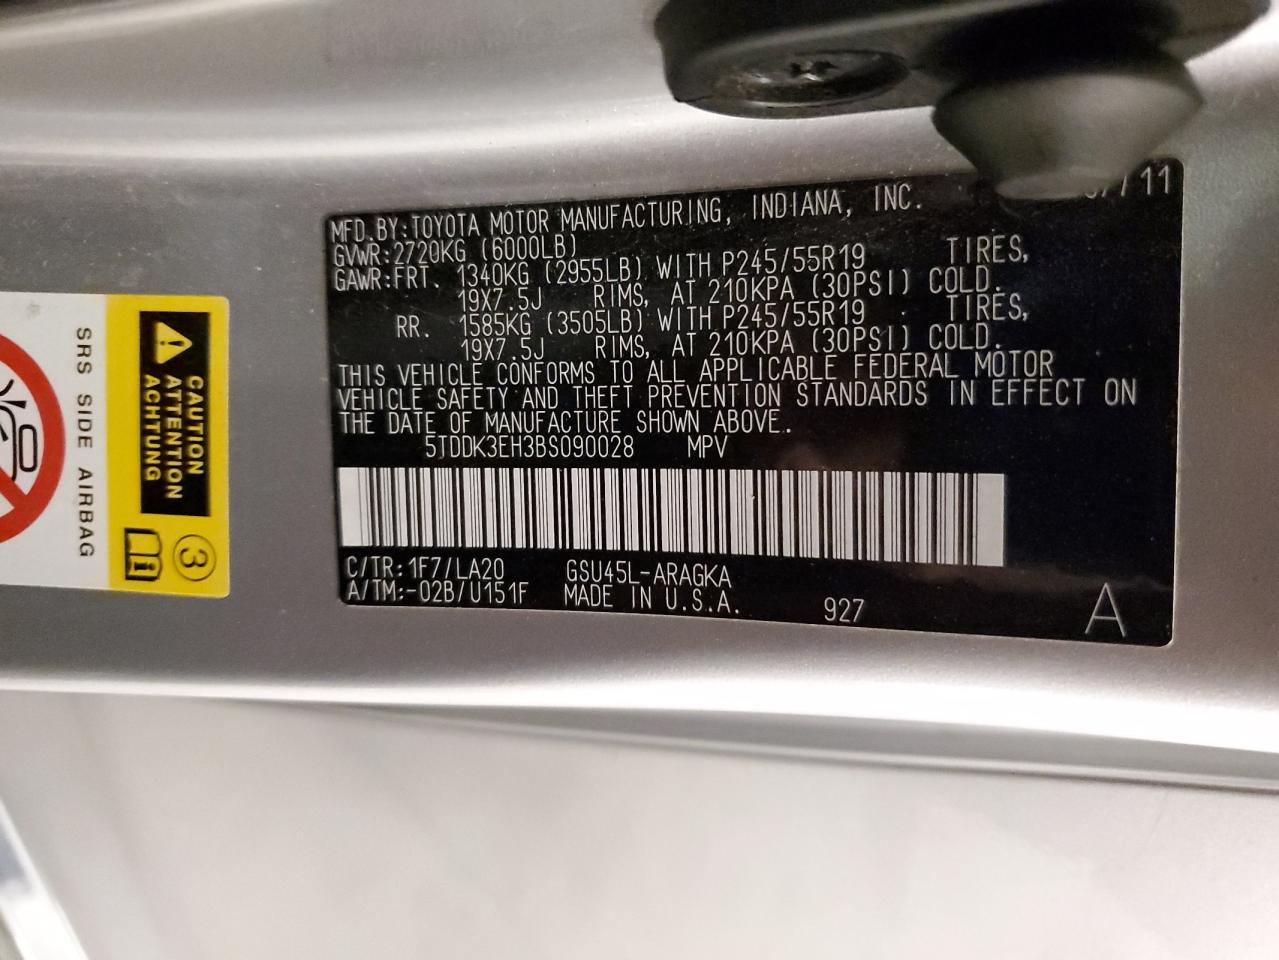 7/11
MFD.BY:TOYOTA MOTOR MANUFACTURING, INDIANA, INC.
GVWR:2720KG (6000LB)
GAWR:FRT. 1340KG (2955LB) WITH P245/55R19 TIRES,
19X7.5J RIMS, AT 210KPA (30PSI) COLD.
RR. 1585KG (3505LB) WITH P245/55R19 TIRES,
19X7.5J RIMS, AT 210KPA (30PSI) COLD.
THIS VEHICLE CONFORMS TO ALL APPLICABLE FEDERAL MOTOR
VEHICLE SAFETY AND THEFT PREVENTION STANDARDS IN EFFECT ON
THE DATE OF MANUFACTURE SHOWN ABOVE.
5TDDK3EH3BS090028 MPV
C/TR:1F7/LA20 GSU45L-ARAGKA
A/TM:-02B/U151F MADE IN U.S.A. 927
A
CAUTION
ATTENTION
ACHTUNG
3
SRS SIDE AIRBAG